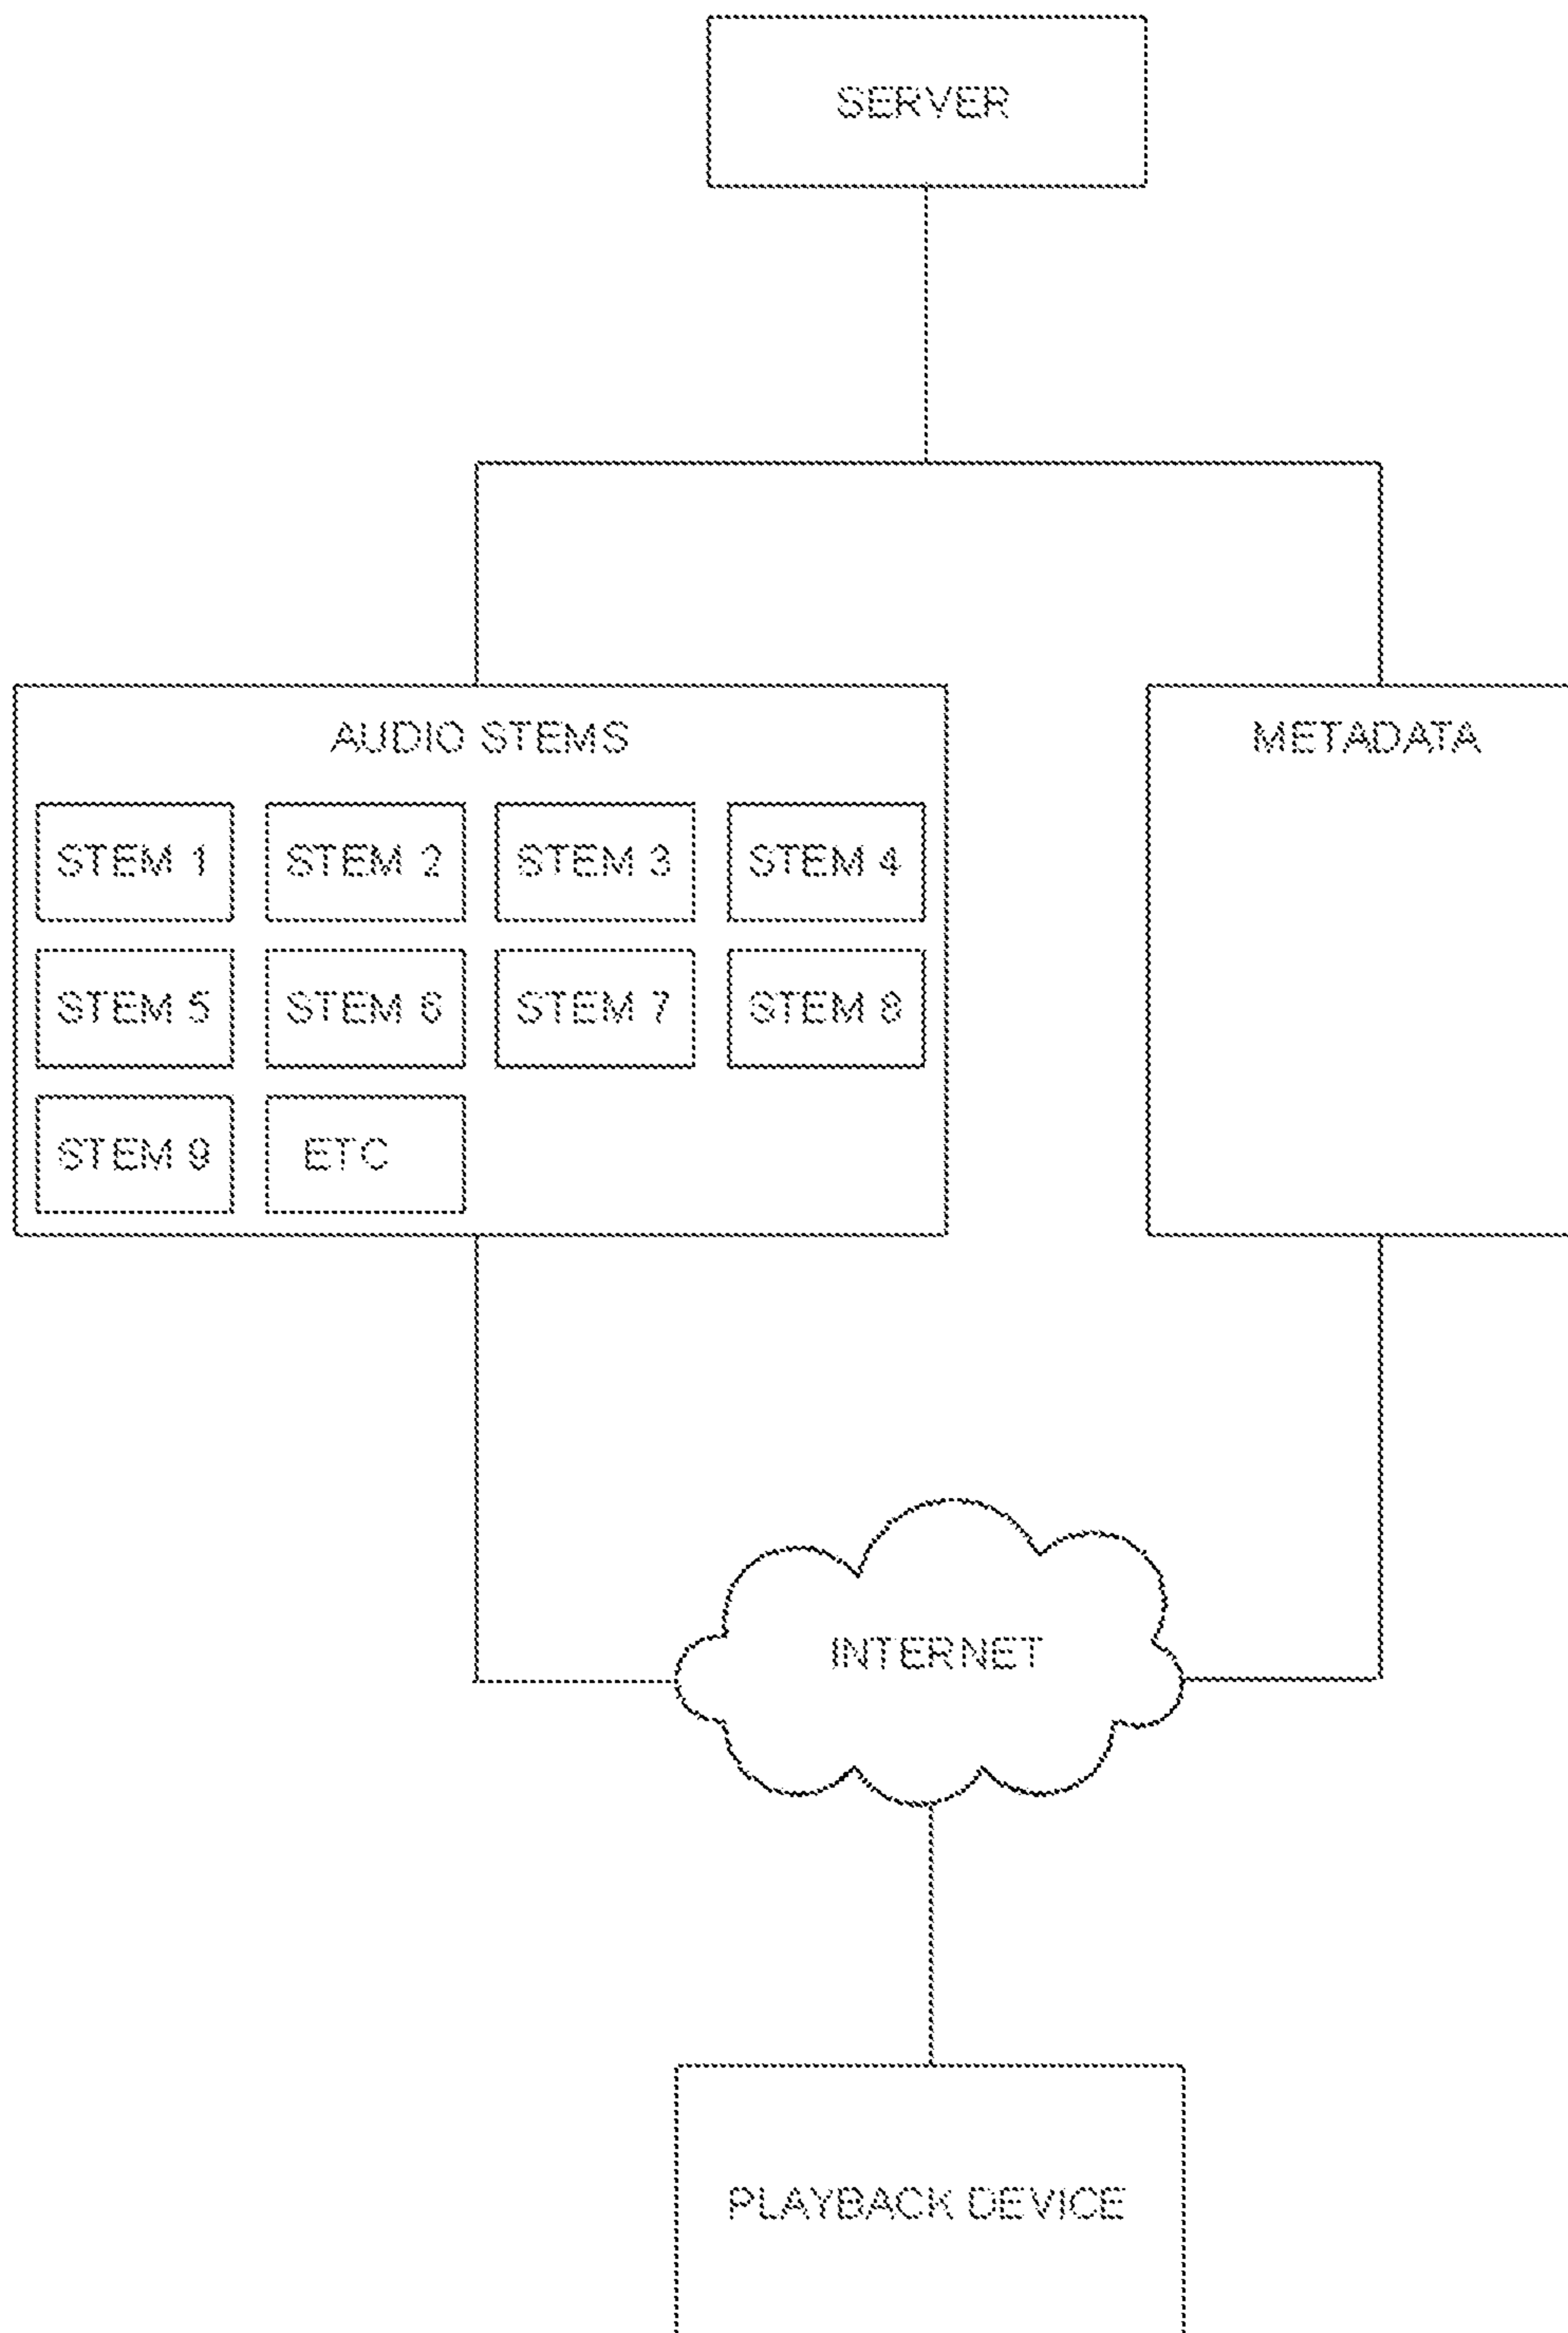 SERVER
AUDIO STEMS
METADATA
STEM 1
STEM 2
STEM 3
STEM 4
STEM 5
STEM 6
STEM 7
STEM 8
STEM 9
ETC
INTERNET
PLAYBACK DEVICE